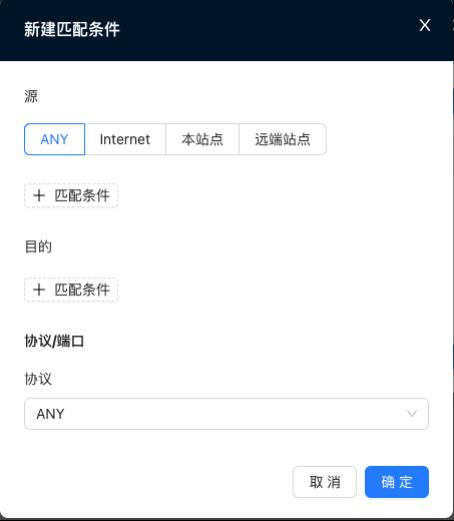 新建匹配条件 X
源
ANY Internet 本站点 远端站点
+ 匹配条件
目的
+ 匹配条件
协议/端口
协议
ANY
取消 确定